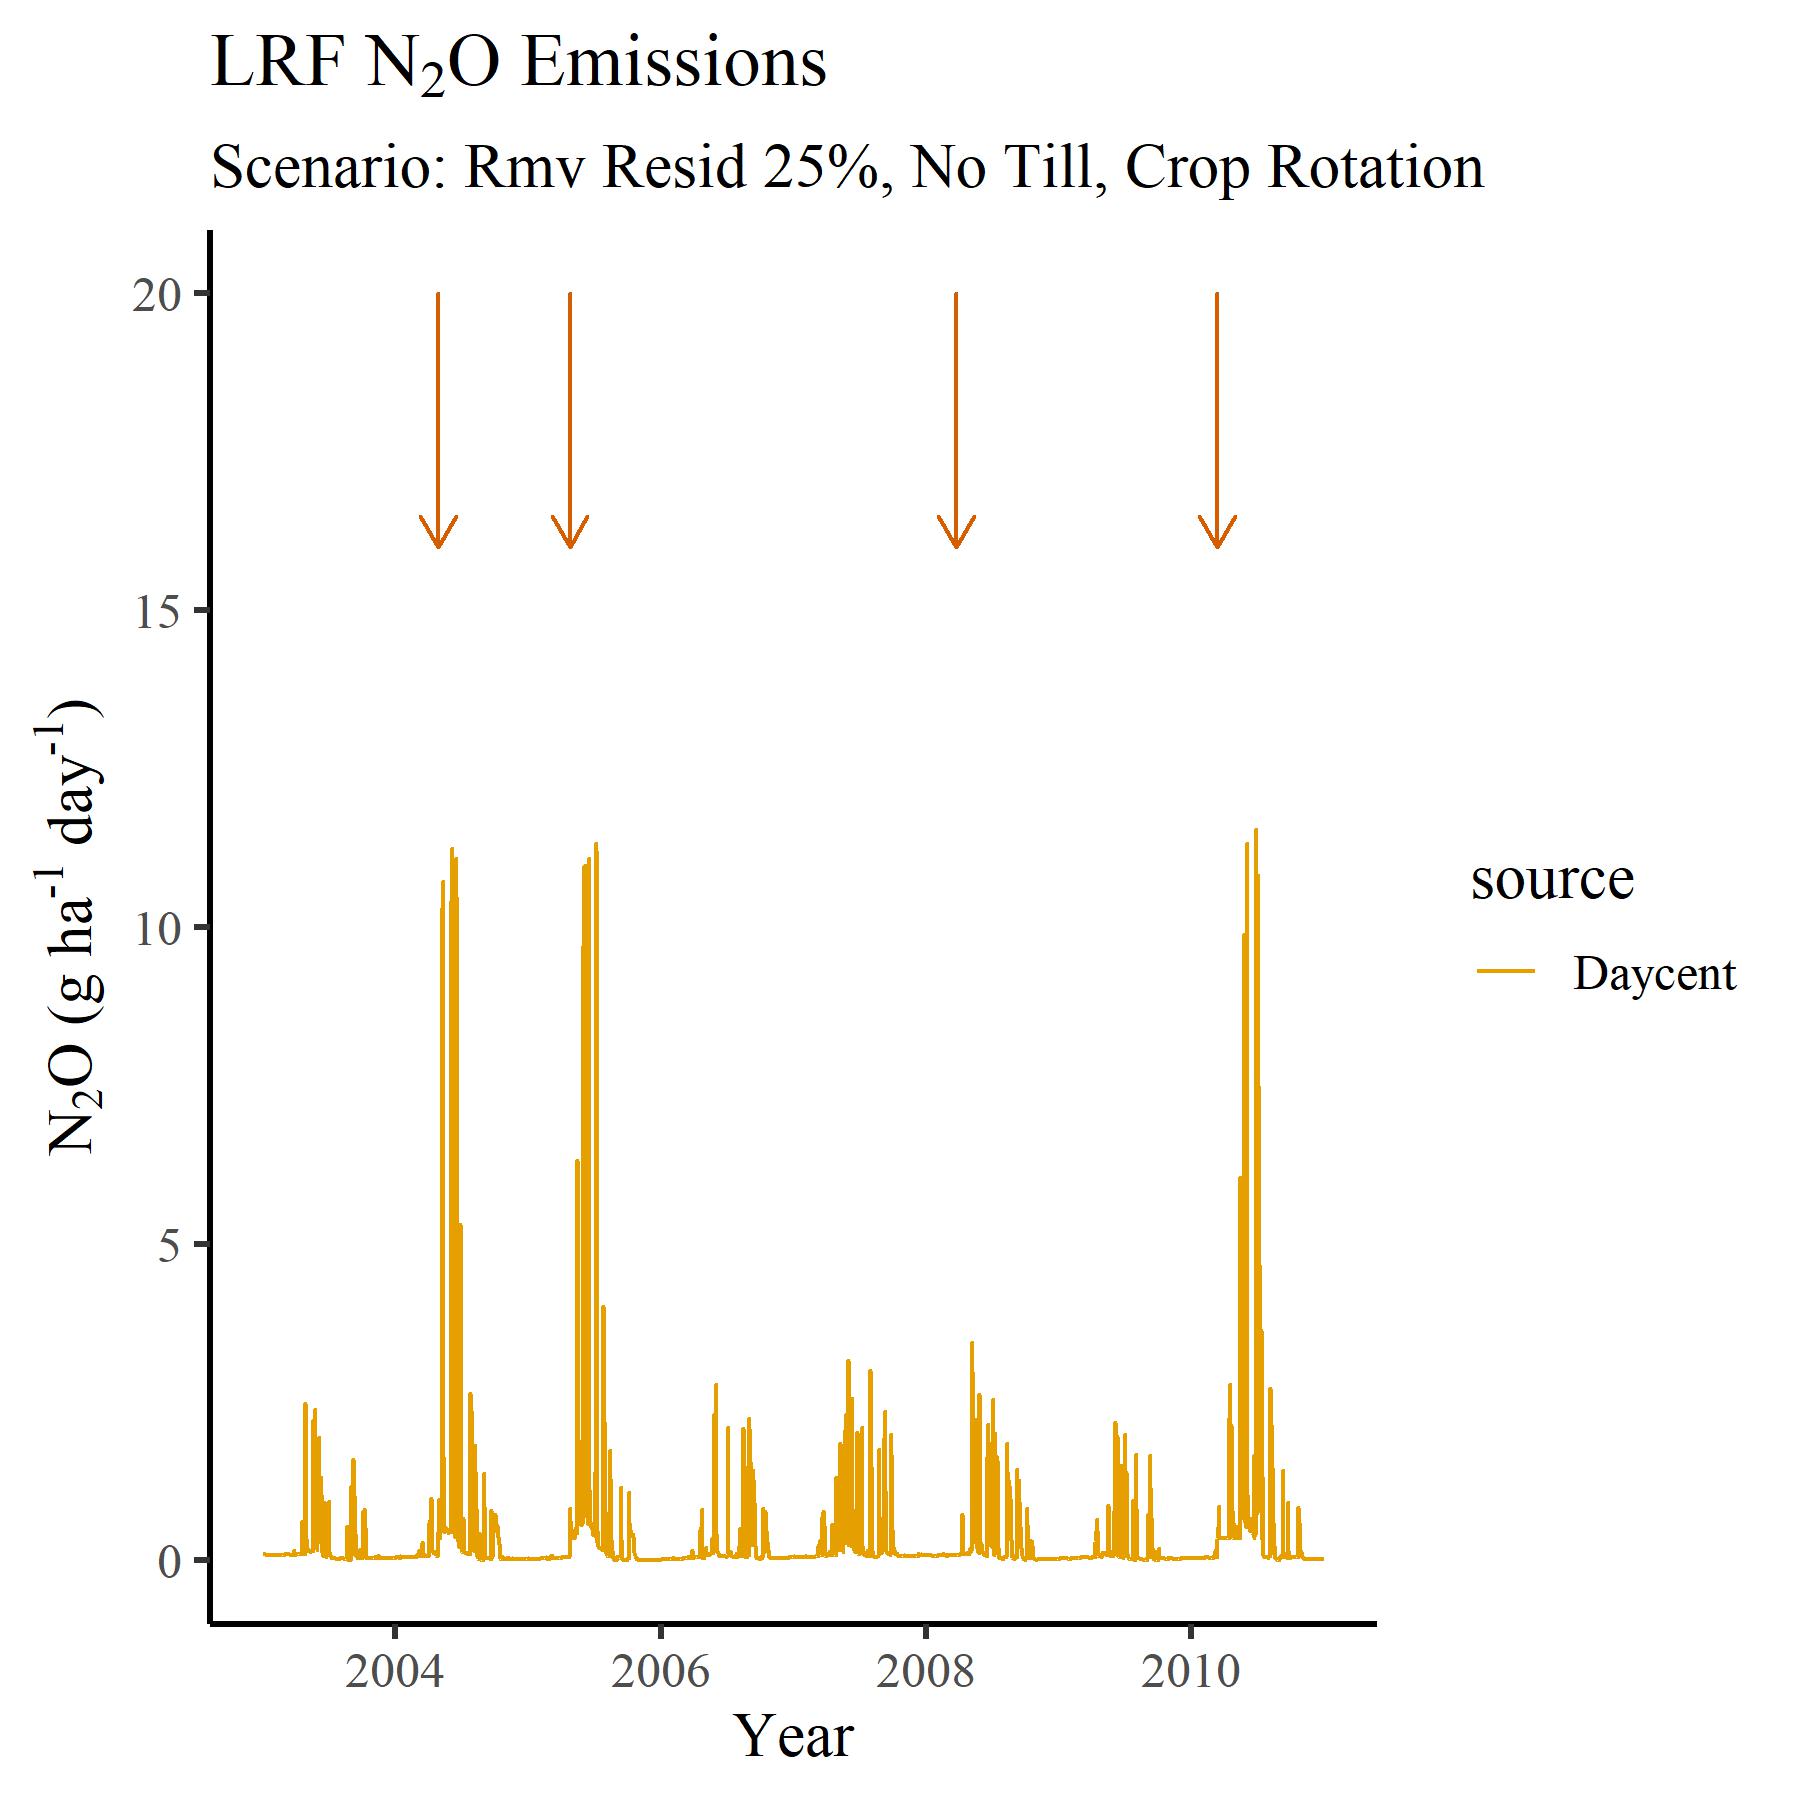 LRF N₂O Emissions
Scenario: Rmv Resid 25%, No Till, Crop Rotation
20
15
10
5
0
N₂O (g ha⁻¹ day⁻¹)
2004 2006 2008 2010
Year
source
Daycent